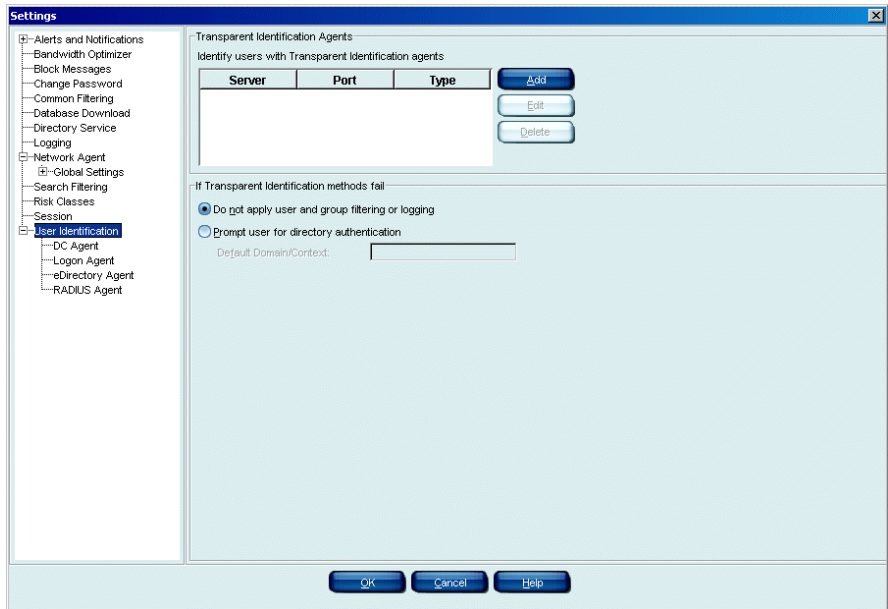 Settings
Alerts and Notifications
Bandwidth Optimizer
Block Messages
Change Password
Common Filtering
Database Download
Directory Service
Logging
Network Agent
Global Settings
Search Filtering
Risk Classes
Session
User Identification
DC Agent
Logon Agent
eDirectory Agent
RADIUS Agent
Transparent Identification Agents
Identify users with Transparent Identification agents
Server Port Type
Add
Edit
Delete
If Transparent Identification methods fail
Do not apply user and group filtering or logging
Prompt user for directory authentication
Default Domain/Context:
OK Cancel Help